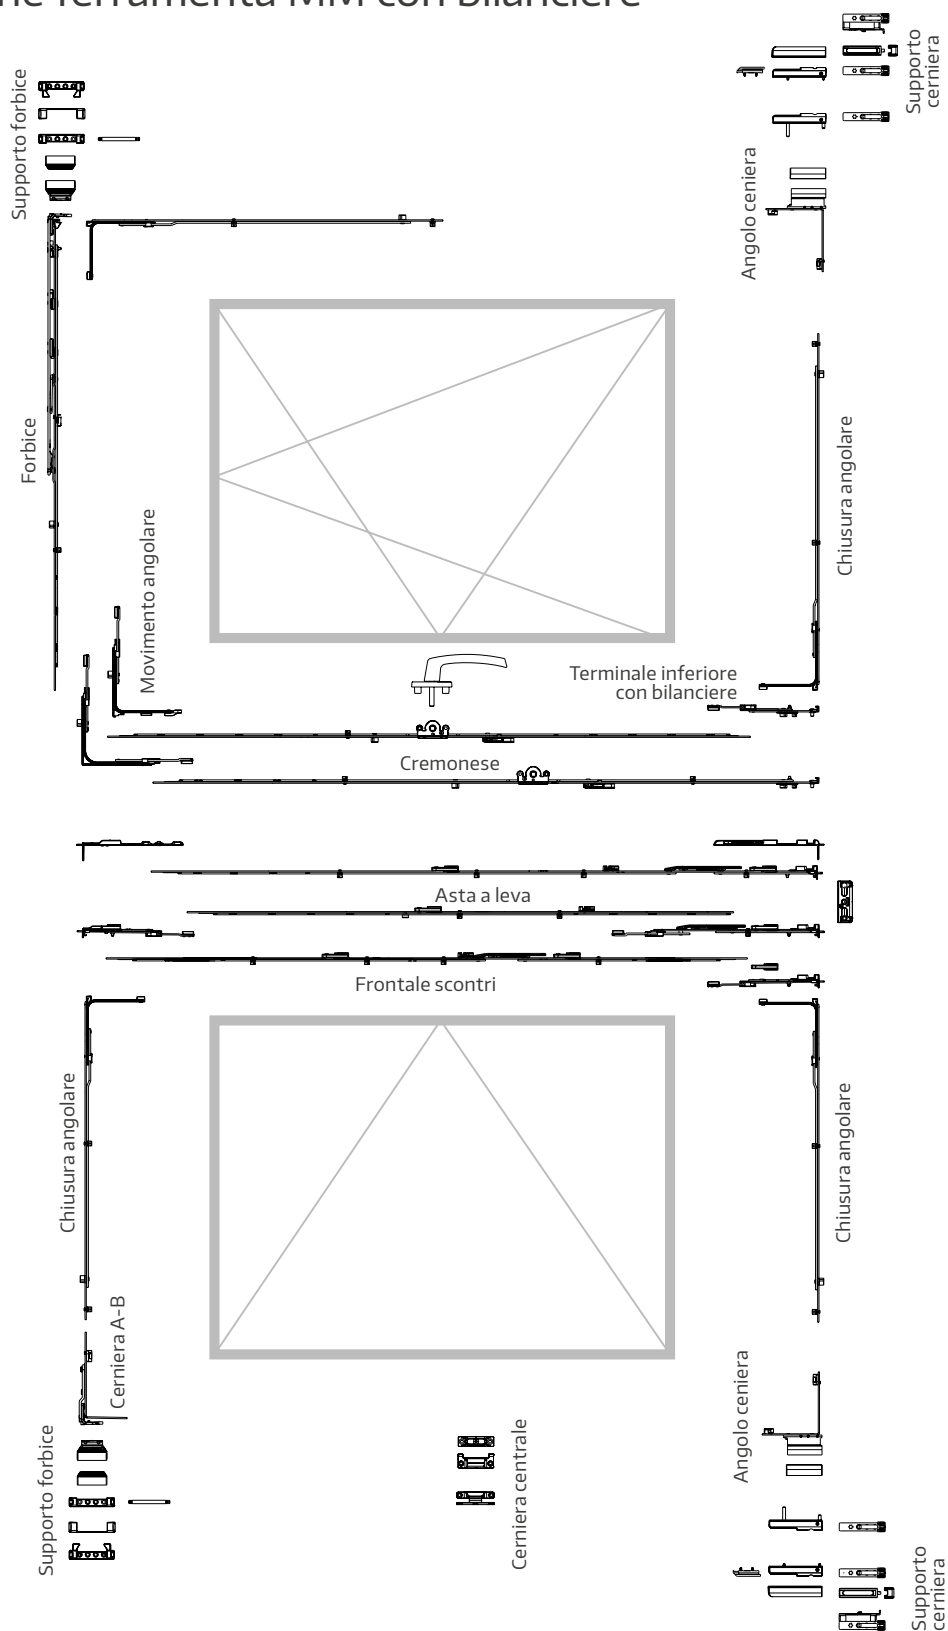 ne ferramenta MM con Bilanciere
Supporto
cerniera
Supporto forbice
Angolo ceniera
Forbice
Chiusura angolare
Movimento angolare
Terminale inferiore
con bilanciere
Cremonese
Asta a leva
Frontale scontri
Chiusura angolare
Chiusura angolare
Cerniera A-B
Angolo ceniera
Supporto forbice
Cerniera centrale
Supporto
cerniera